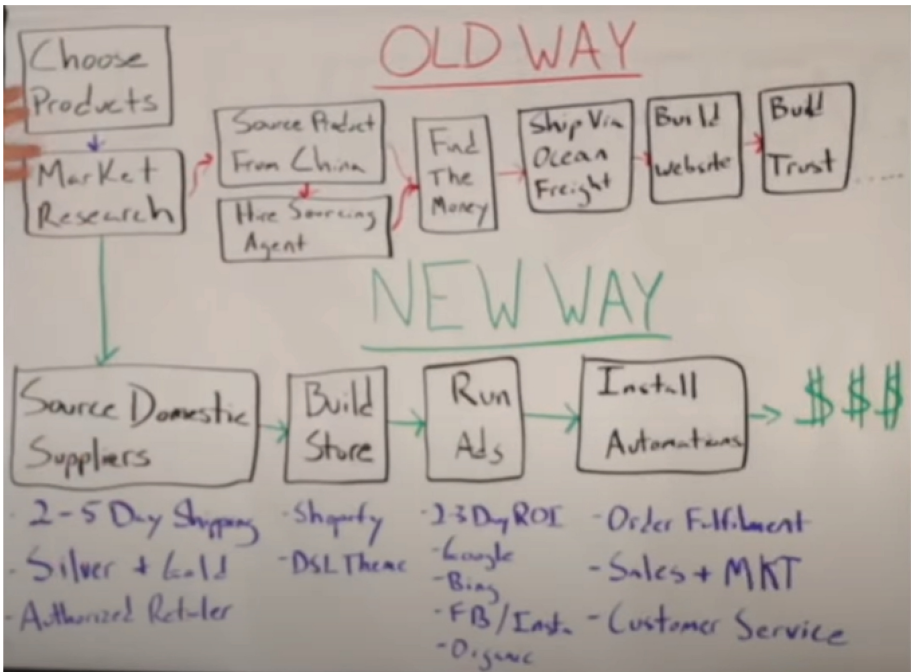 OLD WAY
Choose
Products
Market
Research
Source Product
From China
Hire Sourcing
Agent
Find
The
Money
Ship Via
Ocean
Freight
Build
Website
Build
Trust
.....
NEW WAY
Source Domestic
Suppliers
- 2-5 Day Shipping
- Silver + Gold
- Authorized Retailer
Build
Store
- Shopify
- DSL Theme
Run
Ads
- 2-3 Day ROI
- Google
- Bing
- FB/Insta.
- Organic
Install
Automations
- Order Fulfilment
- Sales + MKT
- Customer Service
$ $ $